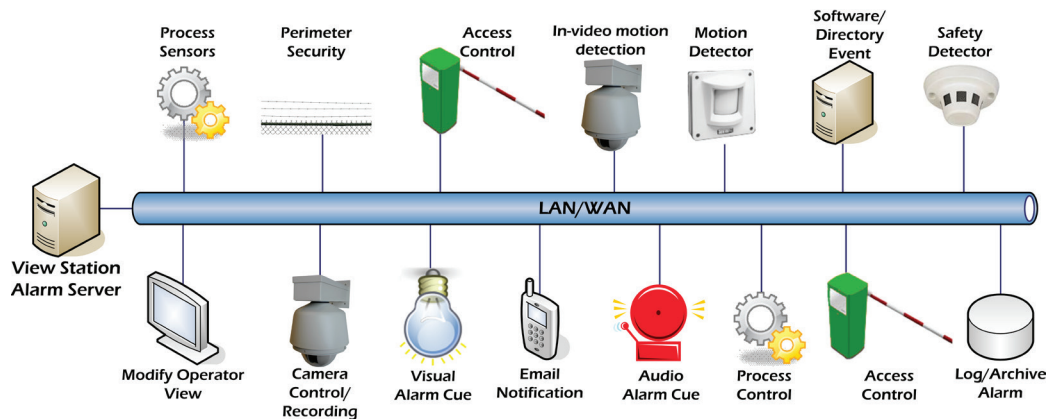 Process
Sensors
Perimeter
Security
Access
Control
In-video motion
detection
Motion
Detector
Software/
Directory
Event
Safety
Detector
LAN/WAN
View Station
Alarm Server
Modify Operator
View
Camera
Control/
Recording
Visual
Alarm Cue
Email
Notification
Audio
Alarm Cue
Process
Control
Access
Control
Log/Archive
Alarm